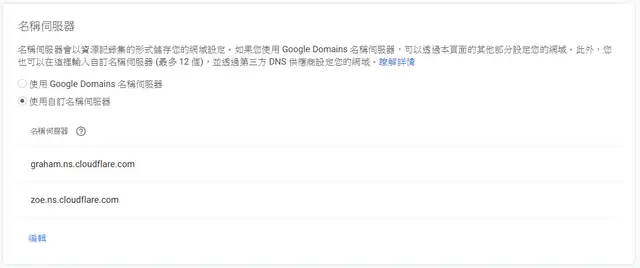 名稱伺服器
名稱伺服器會以資源記錄集的形式儲存您的網域設定。如果您使用 Google Domains 名稱伺服器，可以透過本頁面的其他部分設定您的網域。此外，您
也可以在這裡輸入自訂名稱伺服器 (最多 12 個)，並透過第三方 DNS 供應商設定您的網域。瞭解詳情
使用 Google Domains 名稱伺服器
使用自訂名稱伺服器
名稱伺服器 ?
graham.ns.cloudflare.com
zoe.ns.cloudflare.com
編輯